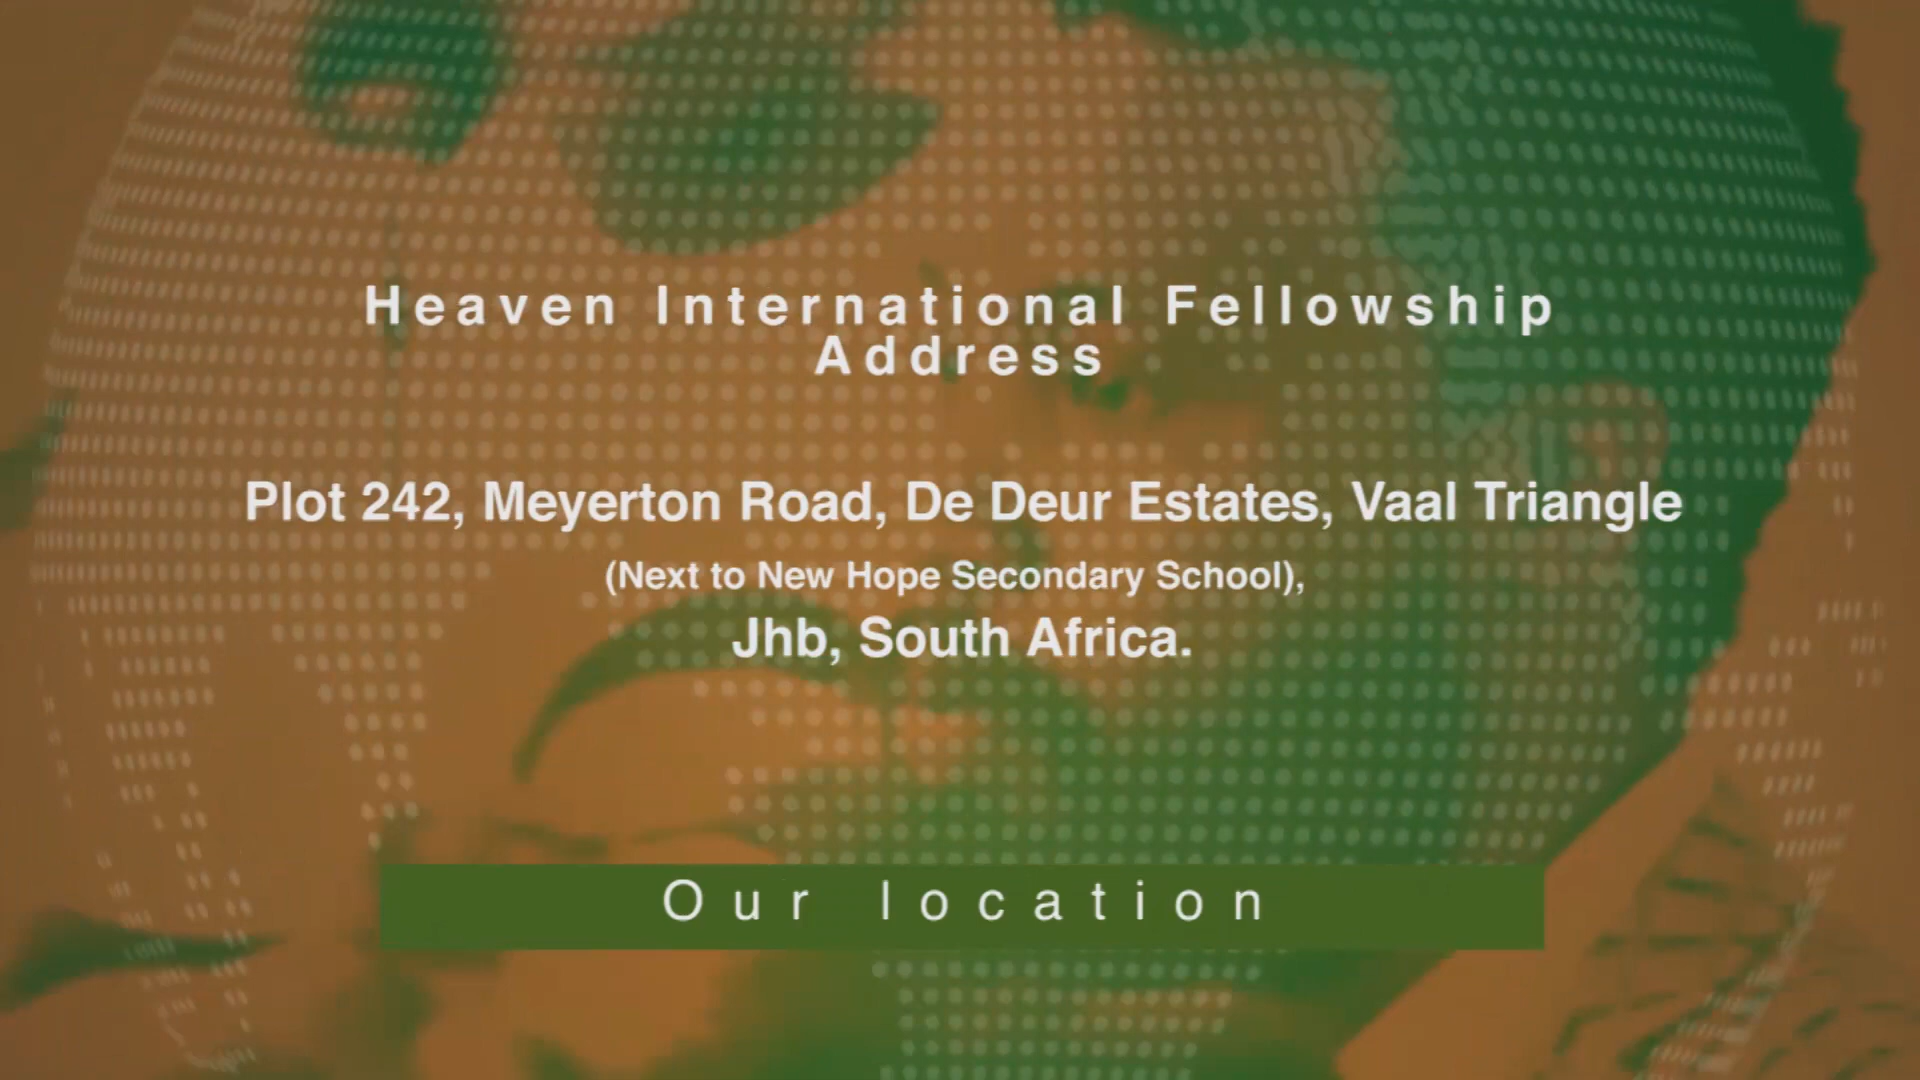 Heaven International Fellowship
Address
Plot 242, Meyerton Road, De Deur Estates, Vaal Triangle
(Next to New Hope Secondary School),
Jhb, South Africa.
Our location